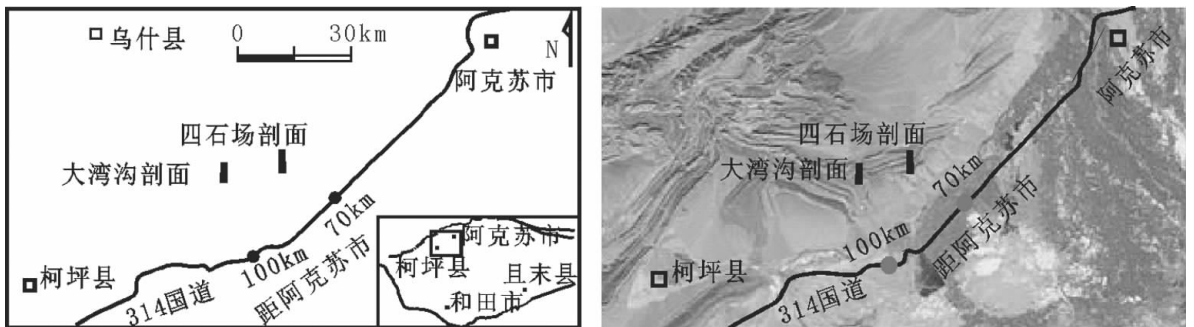 乌什县
0 30km
N
阿克苏市
四石场剖面
大湾沟剖面
70km
100km
距阿克苏市
柯坪县
314国道
阿克苏市
柯坪县
且末县
和田市
阿克苏市
四石场剖面
大湾沟剖面
70km
100km
距阿克苏市
柯坪县
314国道